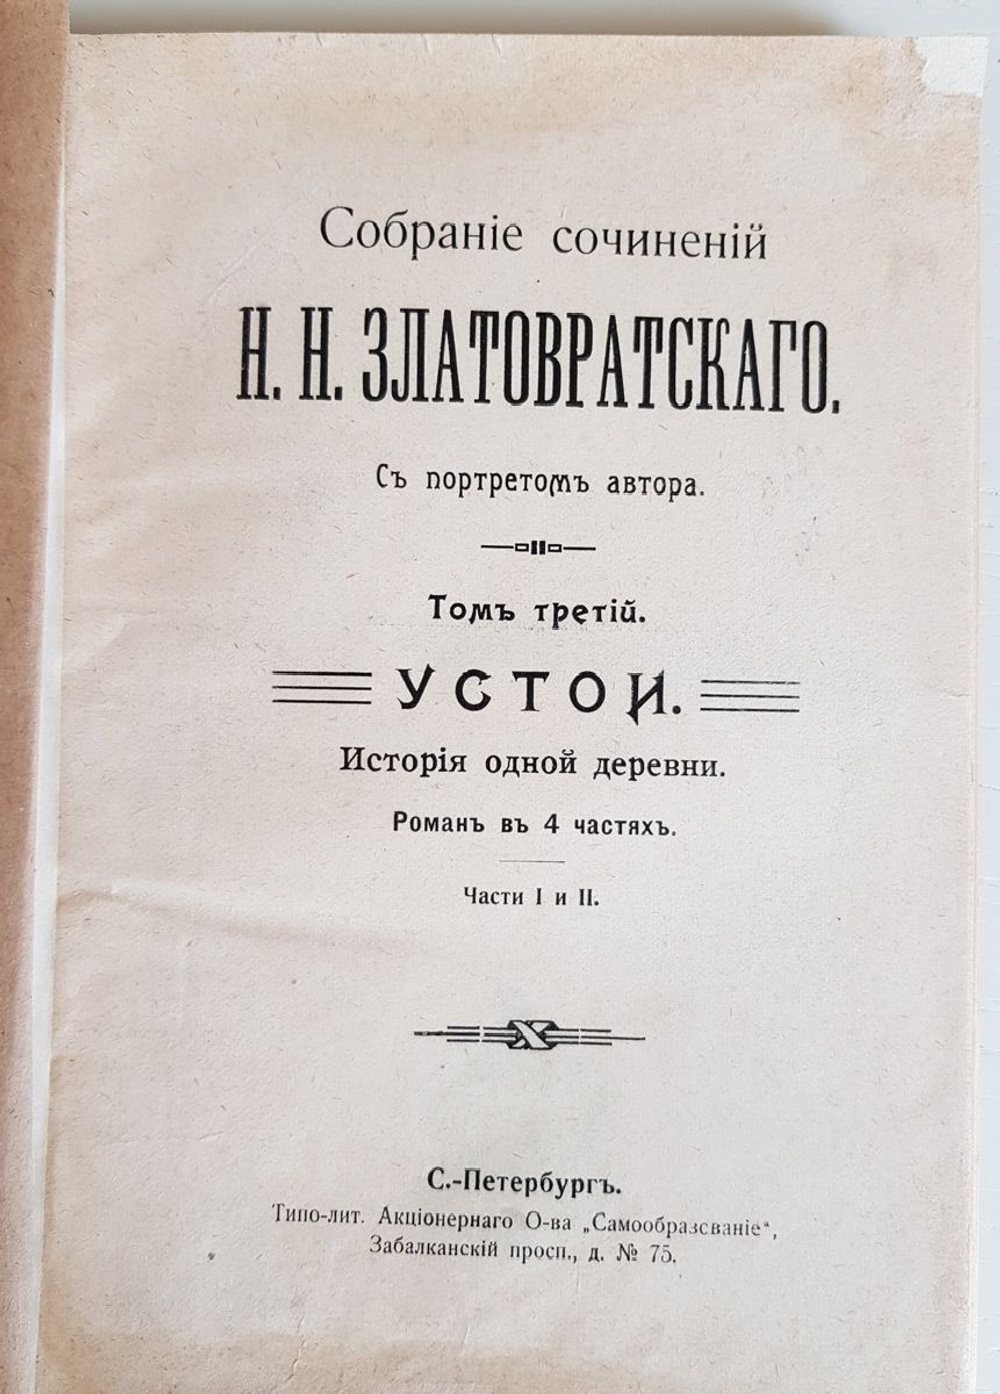 Собраніе сочиненій
Н. Н. ЗЛАТОВРАТСКАГО.
Съ портретомъ автора.
Томъ третій.
УСТОИ.
Исторія одной деревни.
Романъ въ 4 частяхъ.
Части I и II.
С.-Петербургъ.
Типо-лит. Акціонернаго О-ва „Самообразсваніе“,
Забалканскій просп., д. № 75.